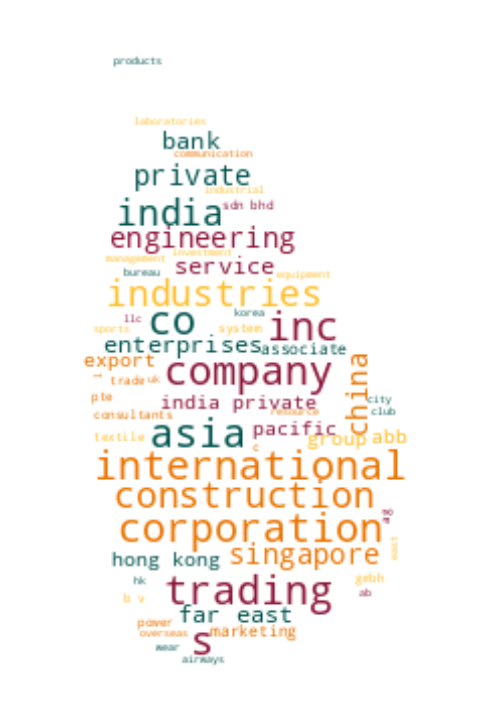 products
laboratories
bank
communication
private
industrial
india sdn bhd
engineering
investment
management service
bureau equipment
industries
llc co korea inc
sports system
enterprises associate
export company china
trade uk
pte india private city
consultants resource club
textile asia pacific group abb
c
international
construction
corporation
east
hong kong singapore
hk trading gebh
b v ab
far east
power marketing
overseas s
wear
airways